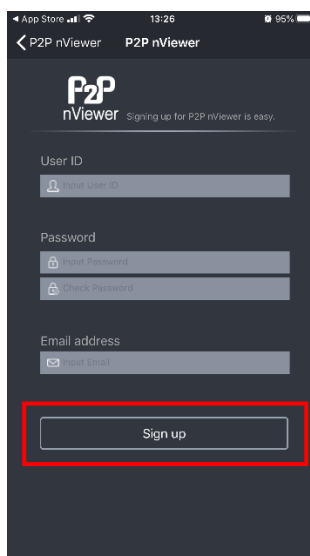 App Store 13:26 95%
P2P nViewer P2P nViewer
P2P
nViewer Signing up for P2P nViewer is easy.
User ID
Input User ID
Password
Input Password
Check Password
Email address
Input Email
Sign up